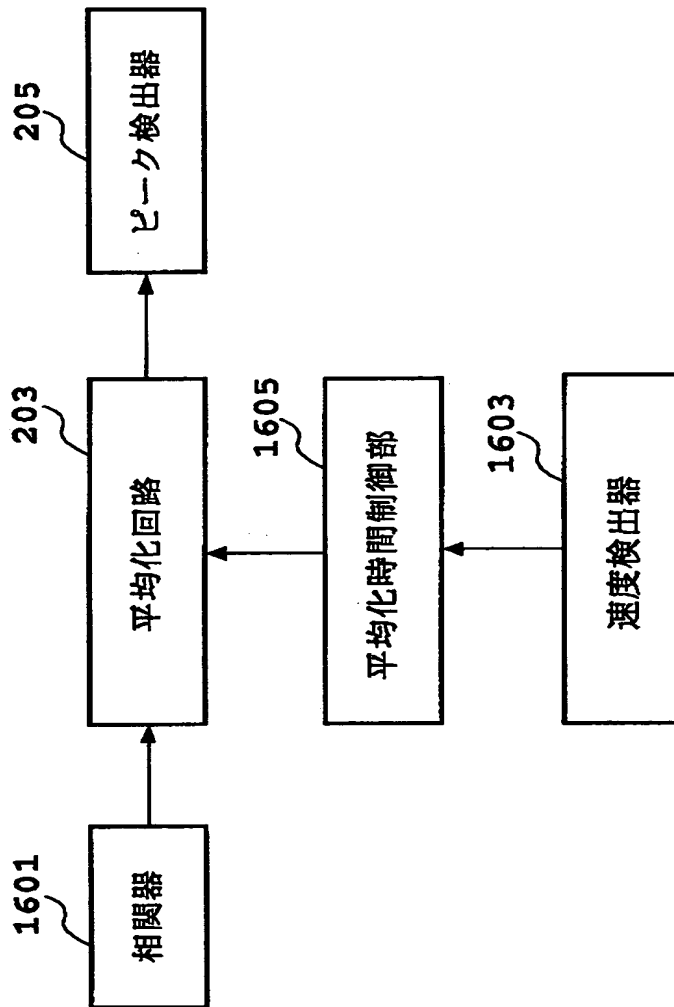 1601
相関器
203
平均化回路
205
ピーク検出器
1605
平均化時間制御部
1603
速度検出器